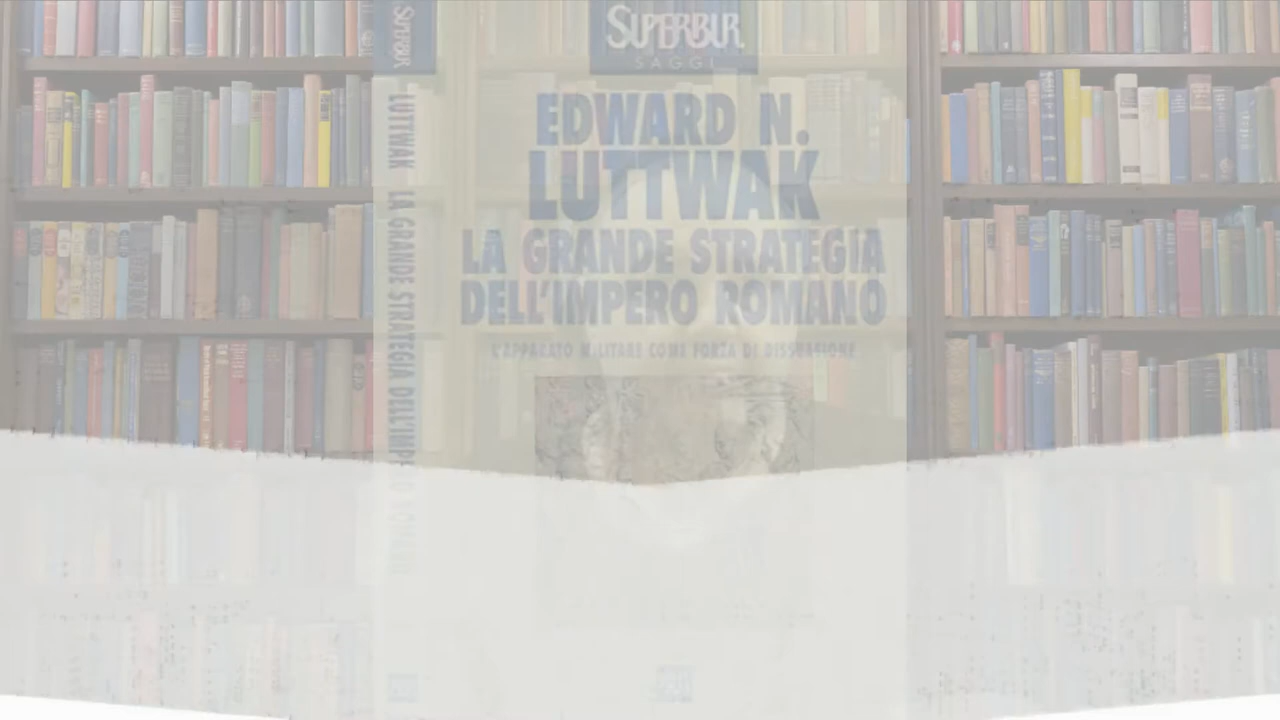 SUPERBUR
SAGGI
EDWARD N.
LUTTWAK
LA GRANDE STRATEGIA
DELL'IMPERO ROMANO
L'APPARATO MILITARE COME FORZA DI DISSUASIONE
SUPERBUR
LUTTWAK LA GRANDE STRATEGIA DELL'IMPERO ROMANO